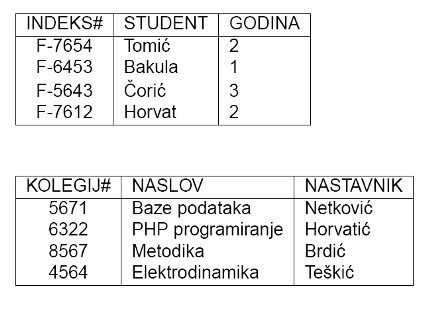 INDEKS# STUDENT GODINA
F-7654 Tomić 2
F-6453 Bakula 1
F-5643 Čorić 3
F-7612 Horvat 2
KOLEGIJ# NASLOV NASTAVNIK
5671 Baze podataka Netković
6322 PHP programiranje Horvatić
8567 Metodika Brdić
4564 Elektrodinamika Teškić